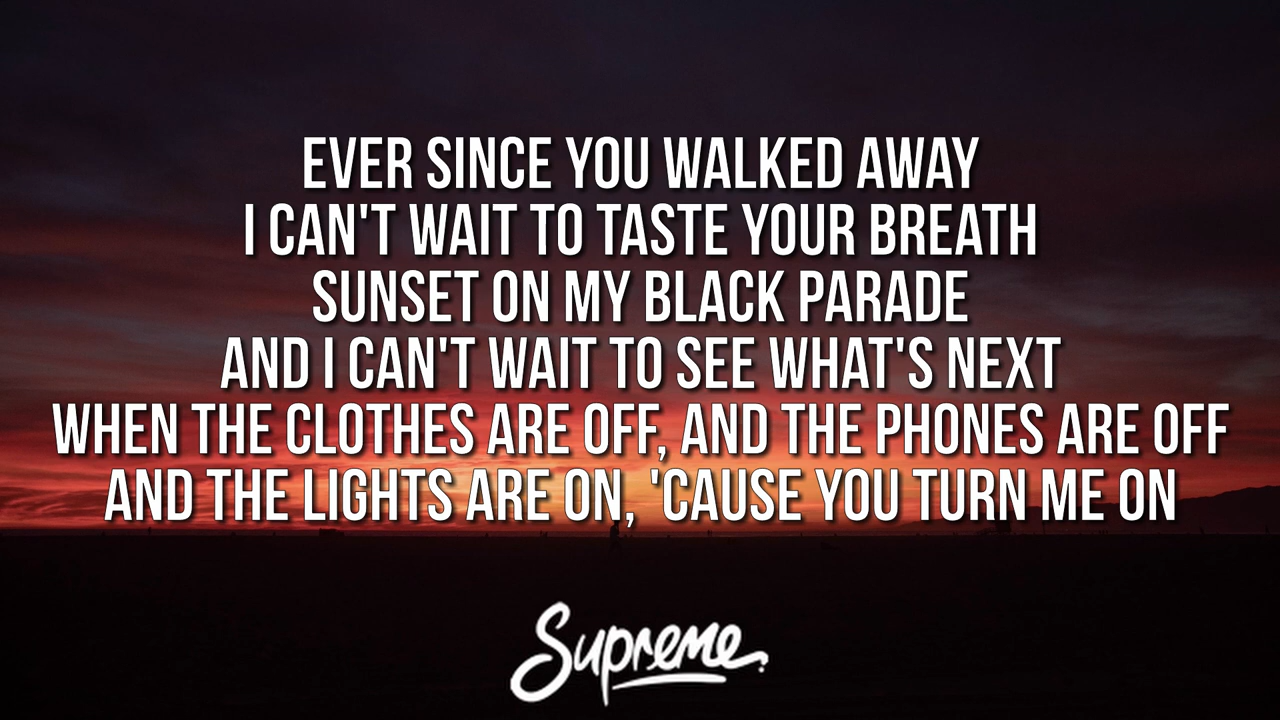 EVER SINCE YOU WALKED AWAY
I CAN'T WAIT TO TASTE YOUR BREATH
SUNSET ON MY BLACK PARADE
AND I CAN'T WAIT TO SEE WHAT'S NEXT
WHEN THE CLOTHES ARE OFF, AND THE PHONES ARE OFF
AND THE LIGHTS ARE ON, 'CAUSE YOU TURN ME ON
Supreme.